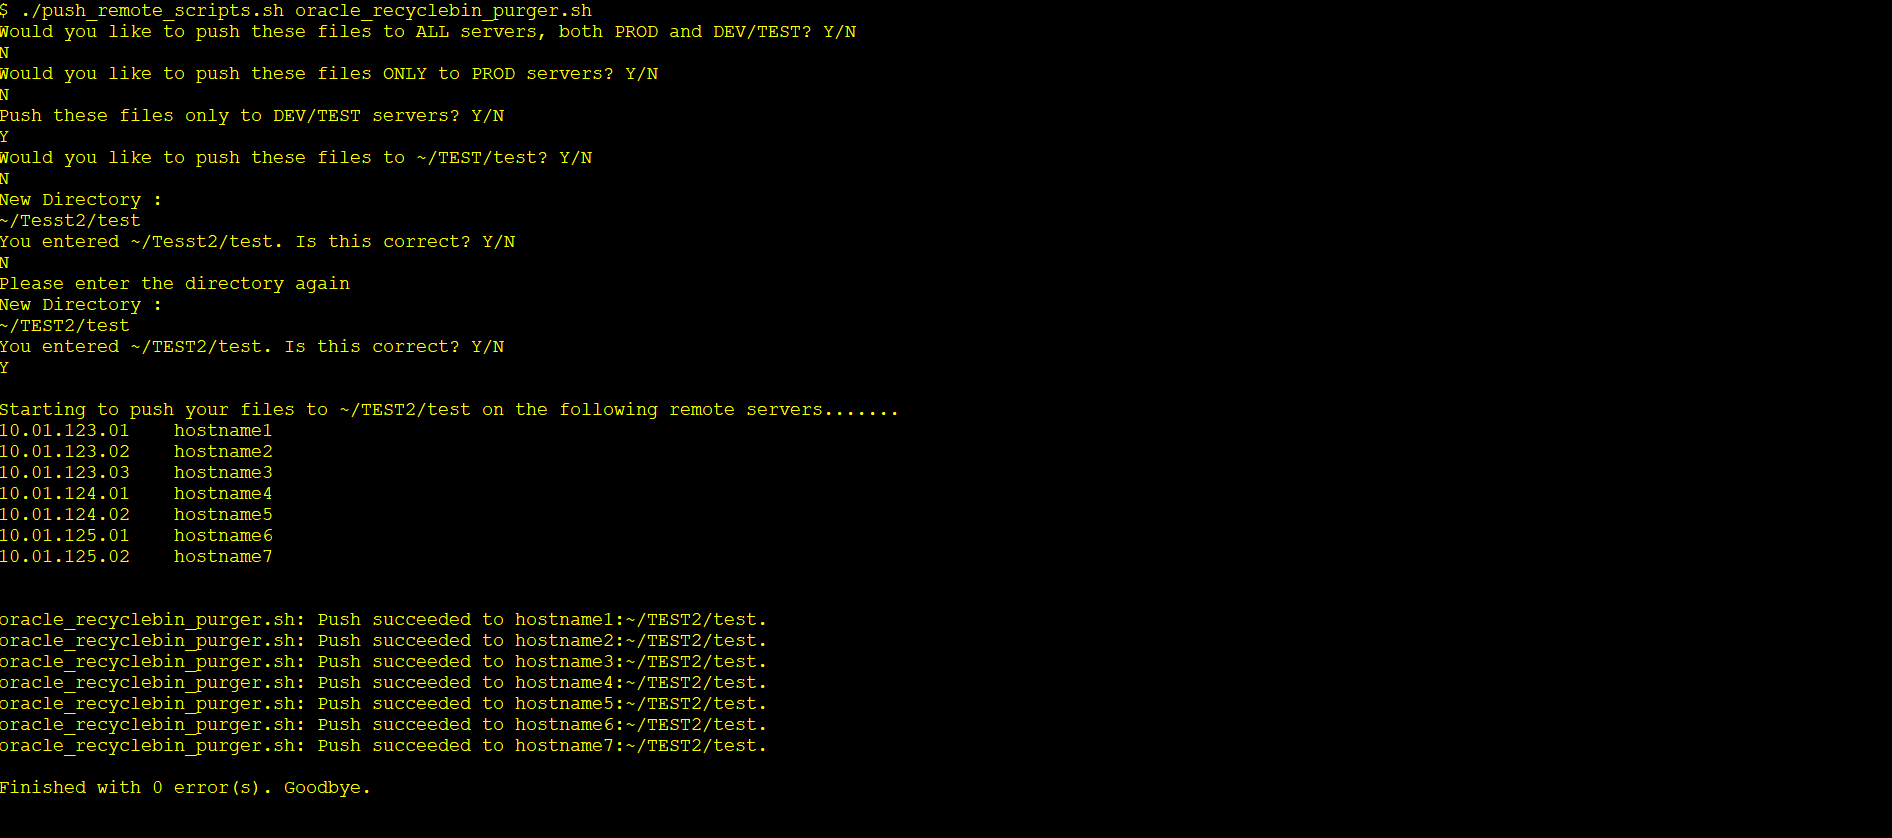 $ ./push_remote_scripts.sh oracle_recyclebin_purger.sh
Would you like to push these files to ALL servers, both PROD and DEV/TEST? Y/N
N
Would you like to push these files ONLY to PROD servers? Y/N
N
Push these files only to DEV/TEST servers? Y/N
Y
Would you like to push these files to ~/TEST/test? Y/N
N
New Directory :
~/Tesst2/test
You entered ~/Tesst2/test. Is this correct? Y/N
N
Please enter the directory again
New Directory :
~/TEST2/test
You entered ~/TEST2/test. Is this correct? Y/N
Y
Starting to push your files to ~/TEST2/test on the following remote servers.......
10.01.123.01    hostname1
10.01.123.02    hostname2
10.01.123.03    hostname3
10.01.124.01    hostname4
10.01.124.02    hostname5
10.01.125.01    hostname6
10.01.125.02    hostname7
oracle_recyclebin_purger.sh: Push succeeded to hostname1:~/TEST2/test.
oracle_recyclebin_purger.sh: Push succeeded to hostname2:~/TEST2/test.
oracle_recyclebin_purger.sh: Push succeeded to hostname3:~/TEST2/test.
oracle_recyclebin_purger.sh: Push succeeded to hostname4:~/TEST2/test.
oracle_recyclebin_purger.sh: Push succeeded to hostname5:~/TEST2/test.
oracle_recyclebin_purger.sh: Push succeeded to hostname6:~/TEST2/test.
oracle_recyclebin_purger.sh: Push succeeded to hostname7:~/TEST2/test.
Finished with 0 error(s). Goodbye.